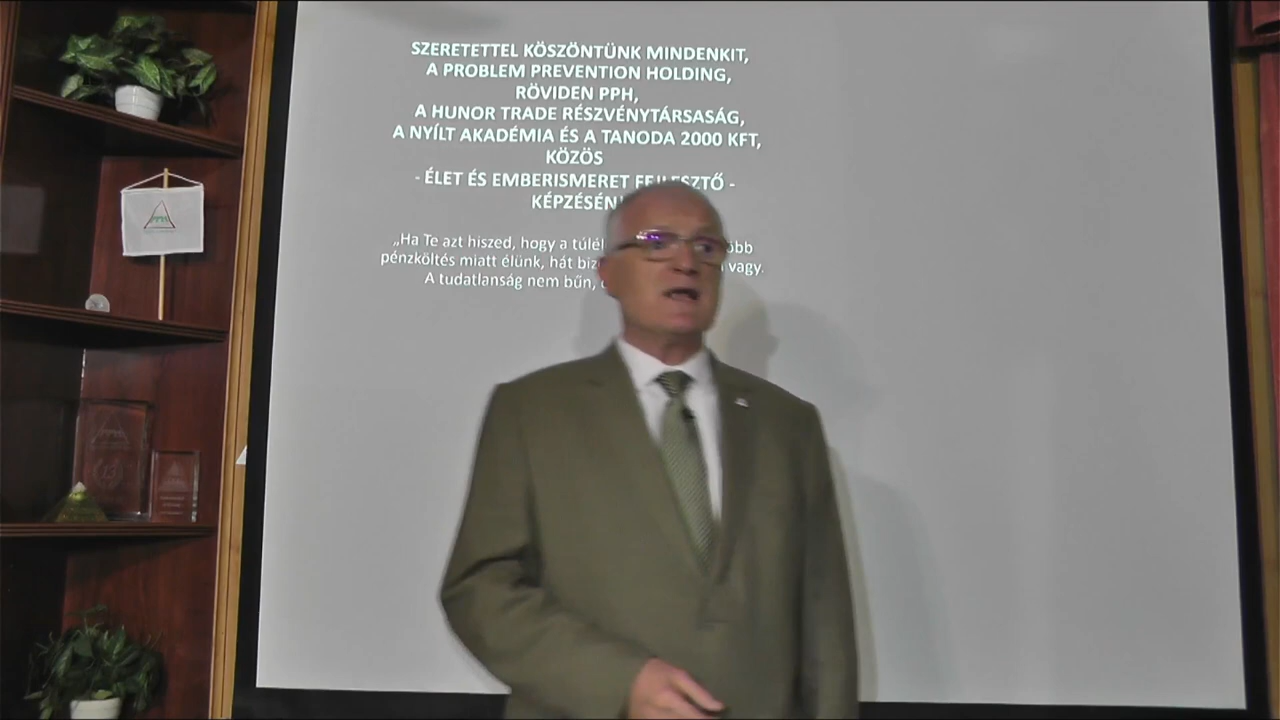 SZERETETTEL KÖSZÖNTÜNK MINDENKIT,
A PROBLEM PREVENTION HOLDING,
RÖVIDEN PPH,
A HUNOR TRADE RÉSZVÉNYTÁRSASÁG,
A NYÍLT AKADÉMIA ÉS A TANODA 2000 KFT,
KÖZÖS
- ÉLET ÉS EMBERISMERET FEJLESZTŐ -
„Ha Te azt hiszed, hogy a
pénzköltés miatt élünk, hát vagy.
A tudatlanság nem bűn,